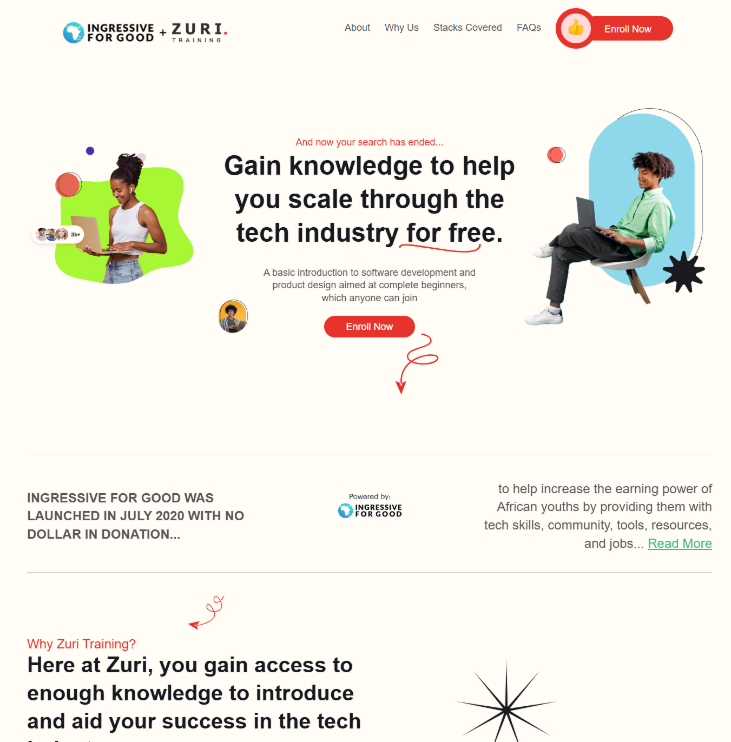 INGRESSIVE
FOR GOOD
+ ZURI.
TRAINING
About Why Us Stacks Covered FAQs Enroll Now
And now your search has ended...
Gain knowledge to help
you scale through the
tech industry for free.
3k+
A basic introduction to software development and
product design aimed at complete beginners,
which anyone can join
Enroll Now
INGRESSIVE FOR GOOD WAS
LAUNCHED IN JULY 2020 WITH NO
DOLLAR IN DONATION...
Powered by:
INGRESSIVE
FOR GOOD
to help increase the earning power of
African youths by providing them with
tech skills, community, tools, resources,
and jobs... Read More
Why Zuri Training?
Here at Zuri, you gain access to
enough knowledge to introduce
and aid your success in the tech